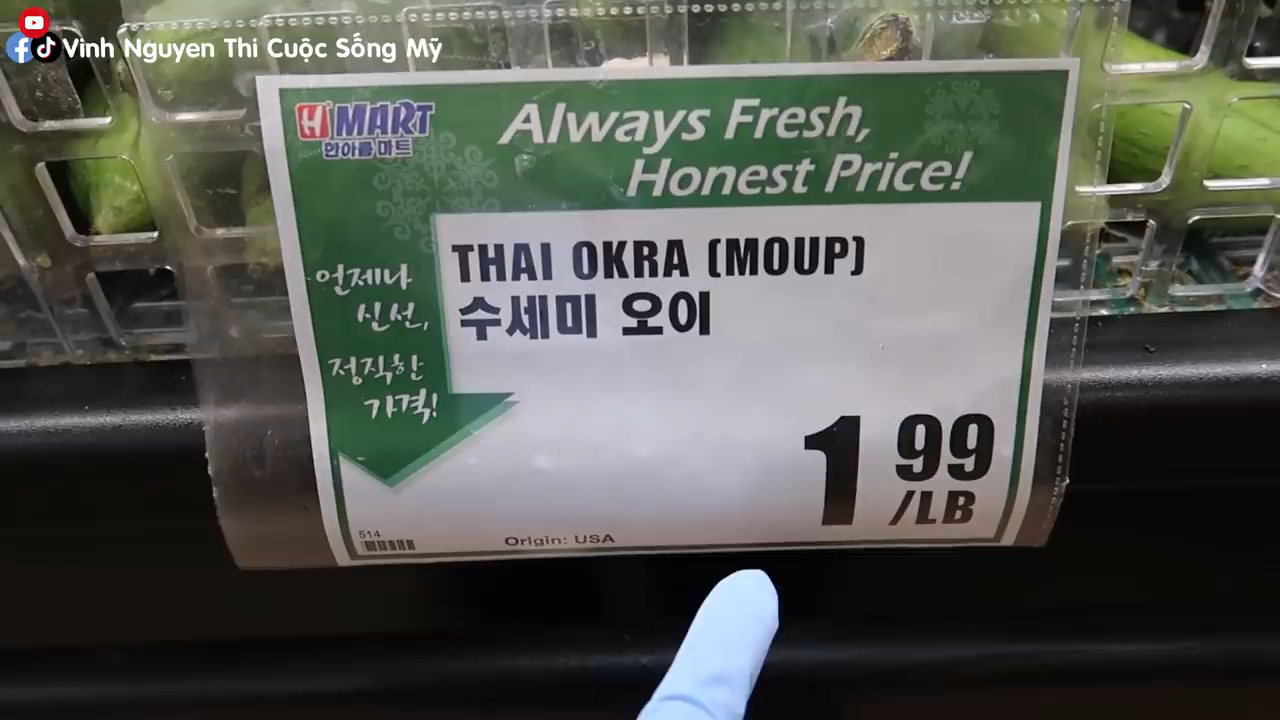 Vinh Nguyen Thi Cuộc Sống Mỹ
H MART
한아름 마트
Always Fresh,
Honest Price!
언제나
신선,
정직한
가격!
THAI OKRA (MOUP)
수세미 오이
1 99
/LB
514
Origin: USA